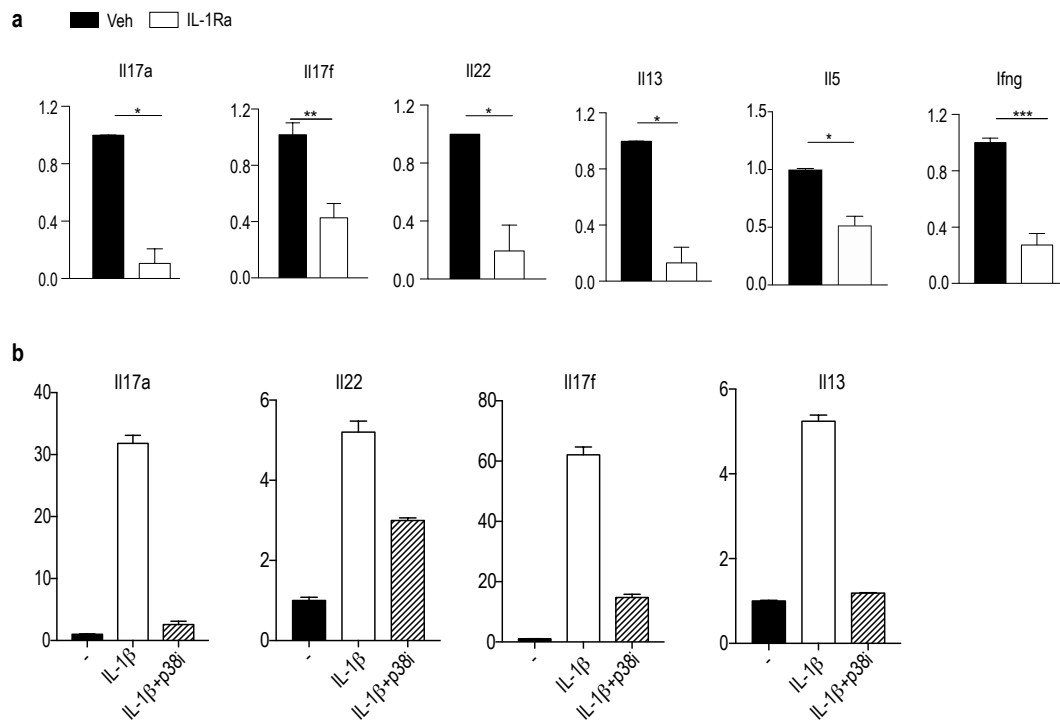 a
Veh IL-1Ra
Il17a Il17f Il22 Il13 Il5 Ifng
1.2 1.2 1.2 1.2 1.5 1.2
* ** * * * ***
0.8 0.8 0.8 0.8 1.0 0.8
0.4 0.4 0.4 0.4 0.5 0.4
0.0 0.0 0.0 0.0 0.0 0.0
b
Il17a Il22 Il17f Il13
40 6 80 6
30 4 60 4
20 2 40 2
10 0 20 0
0 0
- IL-1β IL-1β+p38i - IL-1β IL-1β+p38i - IL-1β IL-1β+p38i - IL-1β IL-1β+p38i